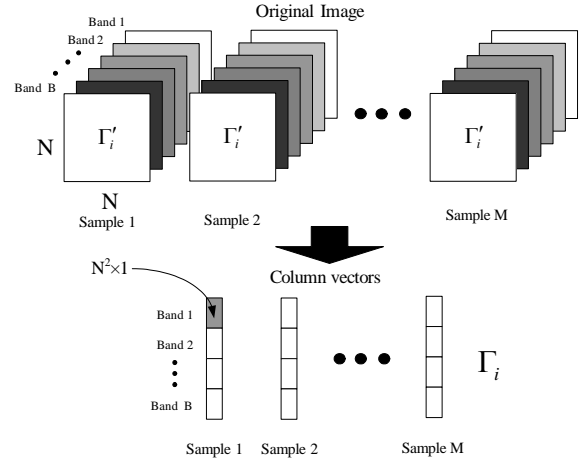 Original Image
Band 1
Band 2
Band B
Γ′i
Γ′i
Γ′i
N
N
Sample 1
Sample 2
Sample M
Column vectors
N²×1
Band 1
Band 2
Band B
Γi
Sample 1
Sample 2
Sample M